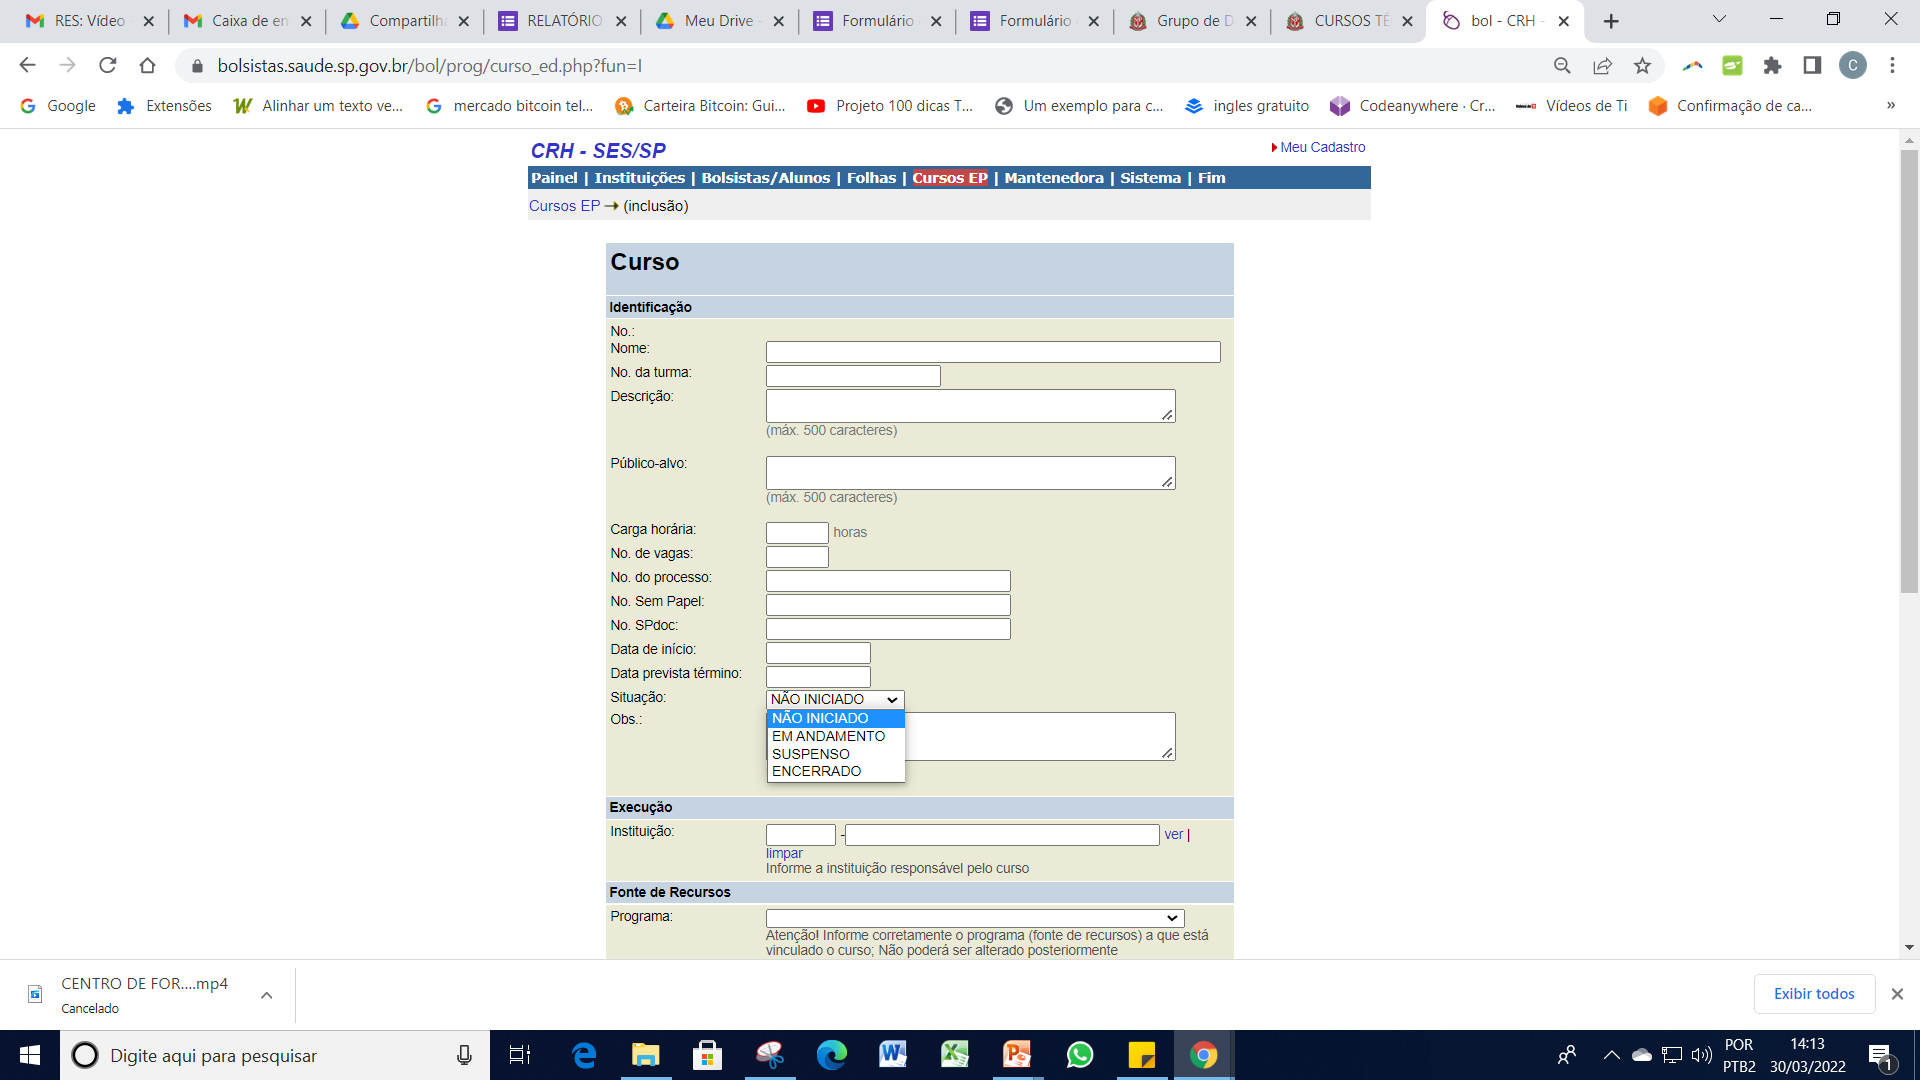 RES: Vídeo
Caixa de en
Compartilh
RELATÓRIO
Meu Drive -
Formulário
Formulário
Grupo de D
CURSOS TÉ
bol - CRH -
bolsistas.saude.sp.gov.br/bol/prog/curso_ed.php?fun=I
C
Google
Extensões
Alinhar um texto ve...
mercado bitcoin tel...
Carteira Bitcoin: Gui...
Projeto 100 dicas T...
Um exemplo para c...
ingles gratuito
Codeanywhere · Cr...
Vídeos de Ti
Confirmação de ca...
»
CRH - SES/SP
Meu Cadastro
Painel | Instituições | Bolsistas/Alunos | Folhas | Cursos EP | Mantenedora | Sistema | Fim
Cursos EP → (inclusão)
Curso
Identificação
No.:
Nome:
No. da turma:
Descrição:
(máx. 500 caracteres)
Público-alvo:
(máx. 500 caracteres)
Carga horária:
horas
No. de vagas:
No. do processo:
No. Sem Papel:
No. SPdoc:
Data de início:
Data prevista término:
Situação:
NÃO INICIADO
NÃO INICIADO
EM ANDAMENTO
SUSPENSO
ENCERRADO
Obs.:
Execução
Instituição:
- ver |
limpar
Informe a instituição responsável pelo curso
Fonte de Recursos
Programa:
Atenção! Informe corretamente o programa (fonte de recursos) a que está
vinculado o curso; Não poderá ser alterado posteriormente
CENTRO DE FOR....mp4
Cancelado
Exibir todos
Digite aqui para pesquisar
POR
PTB2
14:13
30/03/2022
1